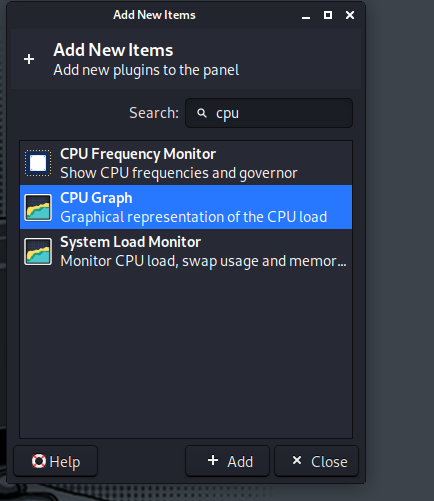 Add New Items
Add New Items
Add new plugins to the panel
Search: cpu
CPU Frequency Monitor
Show CPU frequencies and governor
CPU Graph
Graphical representation of the CPU load
System Load Monitor
Monitor CPU load, swap usage and memor...
Help
Add
Close